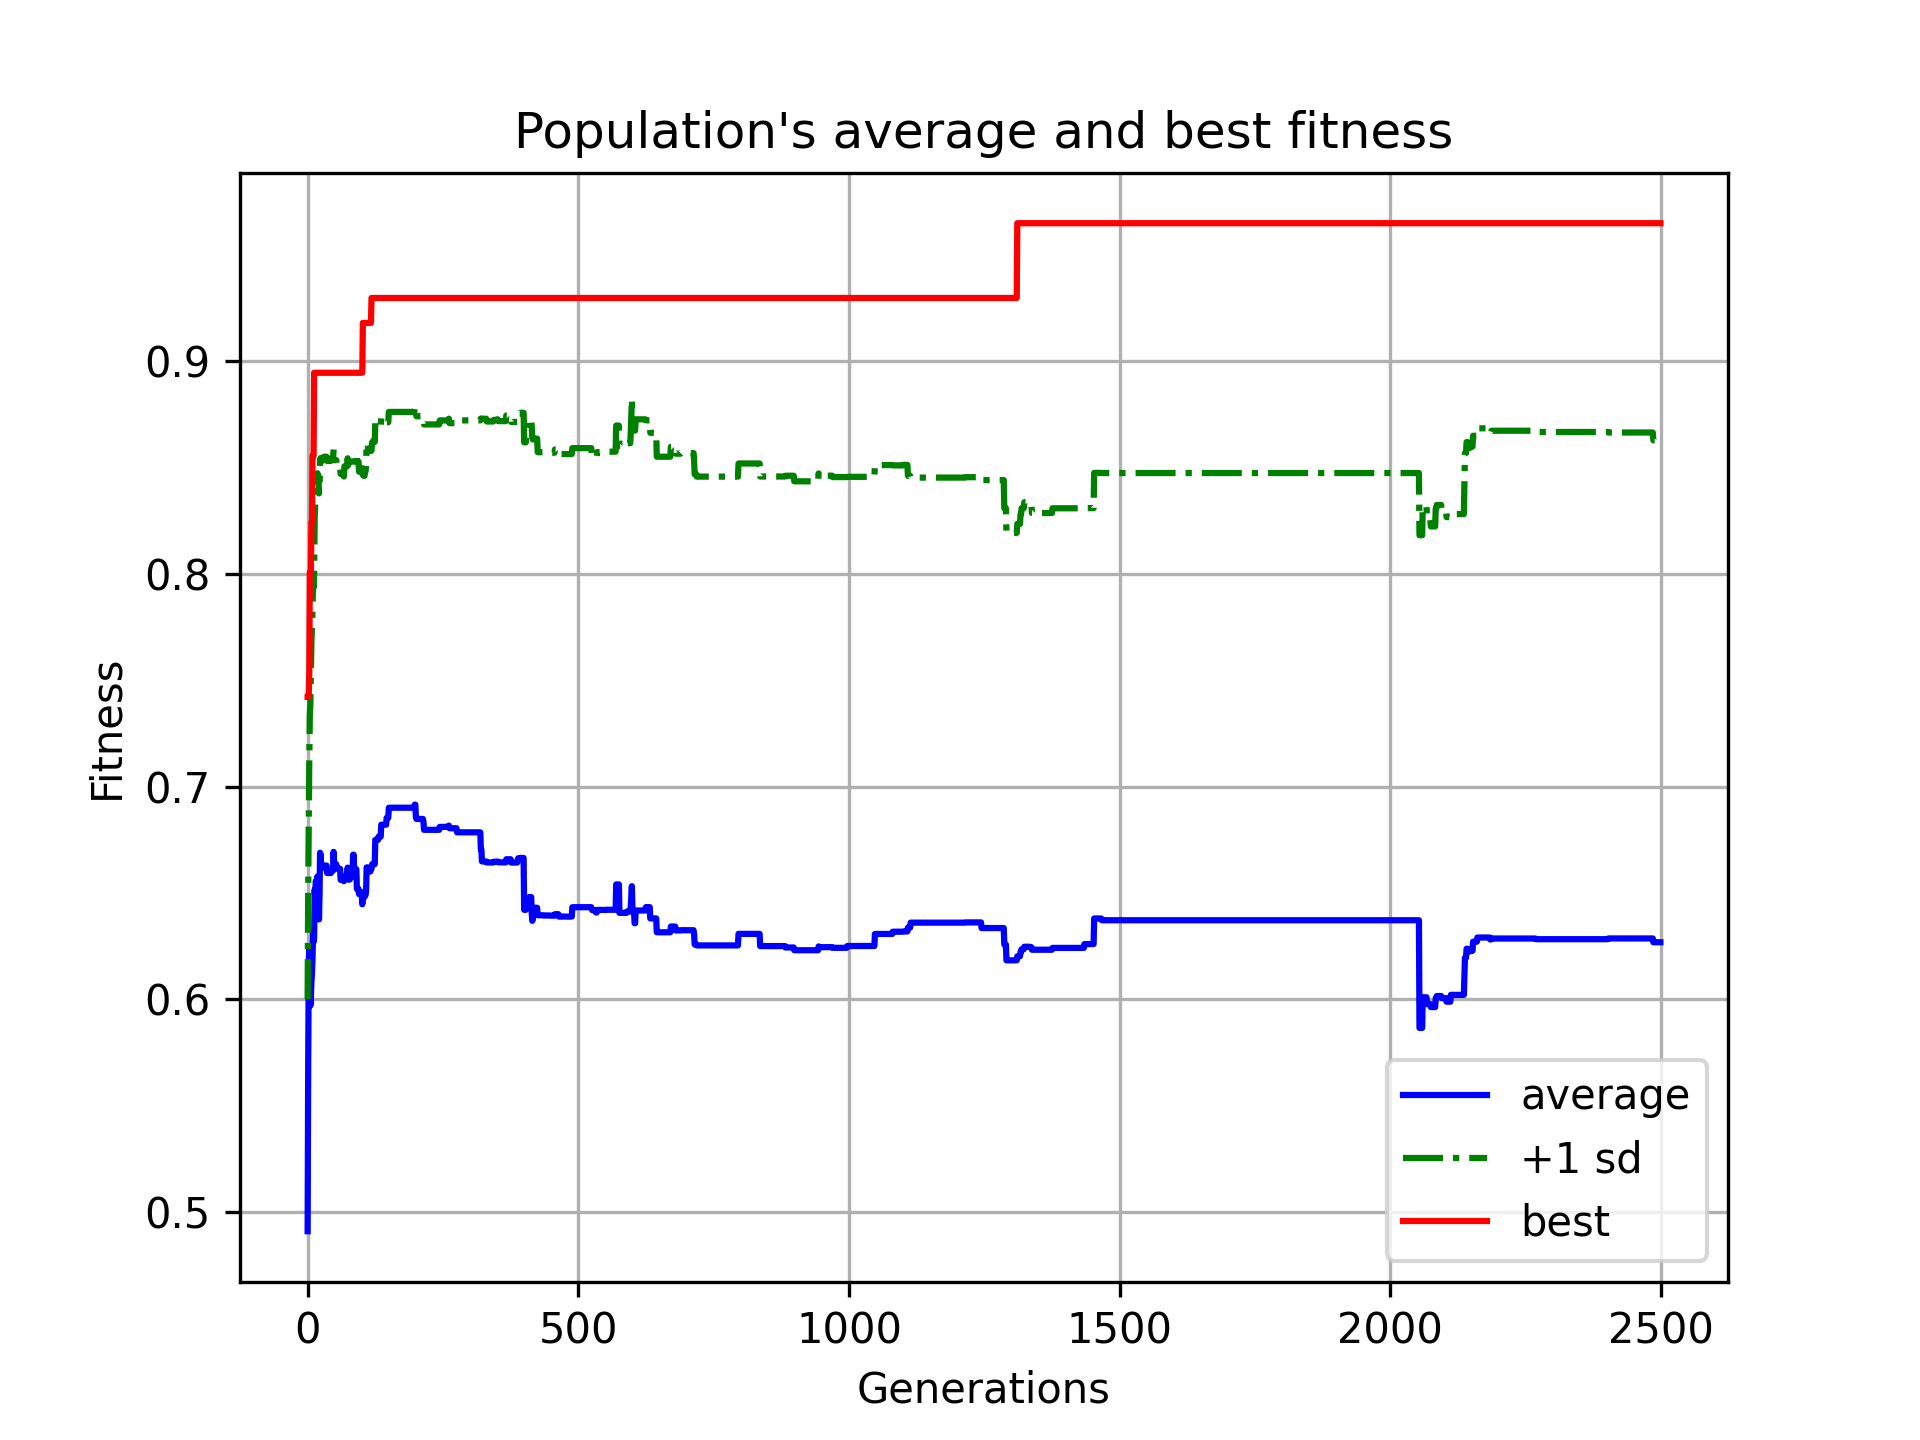 Population's average and best fitness
Fitness
0.9
0.8
0.7
0.6
0.5
average
+1 sd
best
0 500 1000 1500 2000 2500
Generations